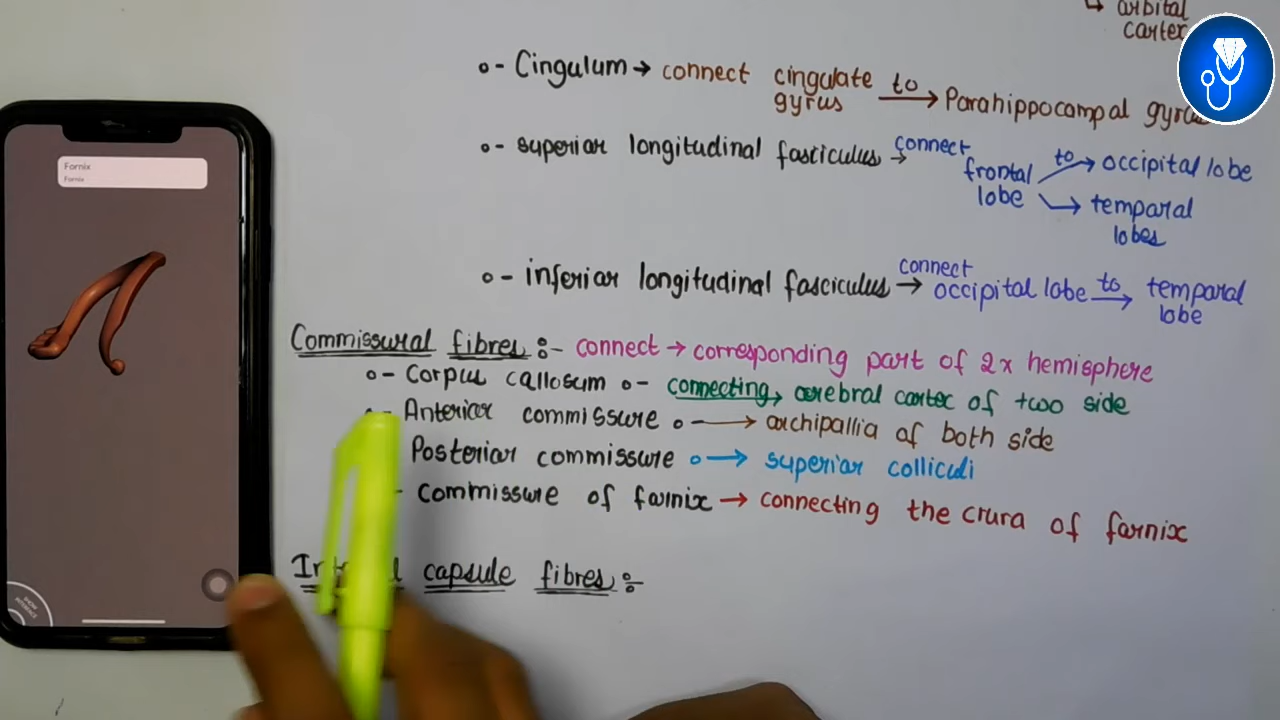 ↳ orbital
cortex
Cingulum → connect cingulate gyrus to → Parahippocampal gyrus
superior longitudinal fasciculus → connect frontal lobe to → occipital lobe
→ temporal lobes
inferior longitudinal fasciculus → connect occipital lobe to → temporal lobe
Commissural fibres :- connect → corresponding part of 2x hemisphere
o- Corpus callosum o- connecting → cerebral cortex of two side
Anterior commissure o → archipallia of both side
Posterior commissure o → superior colliculi
- commissure of fornix → connecting the crura of fornix
capsule fibres :-
Fornix
Fornix